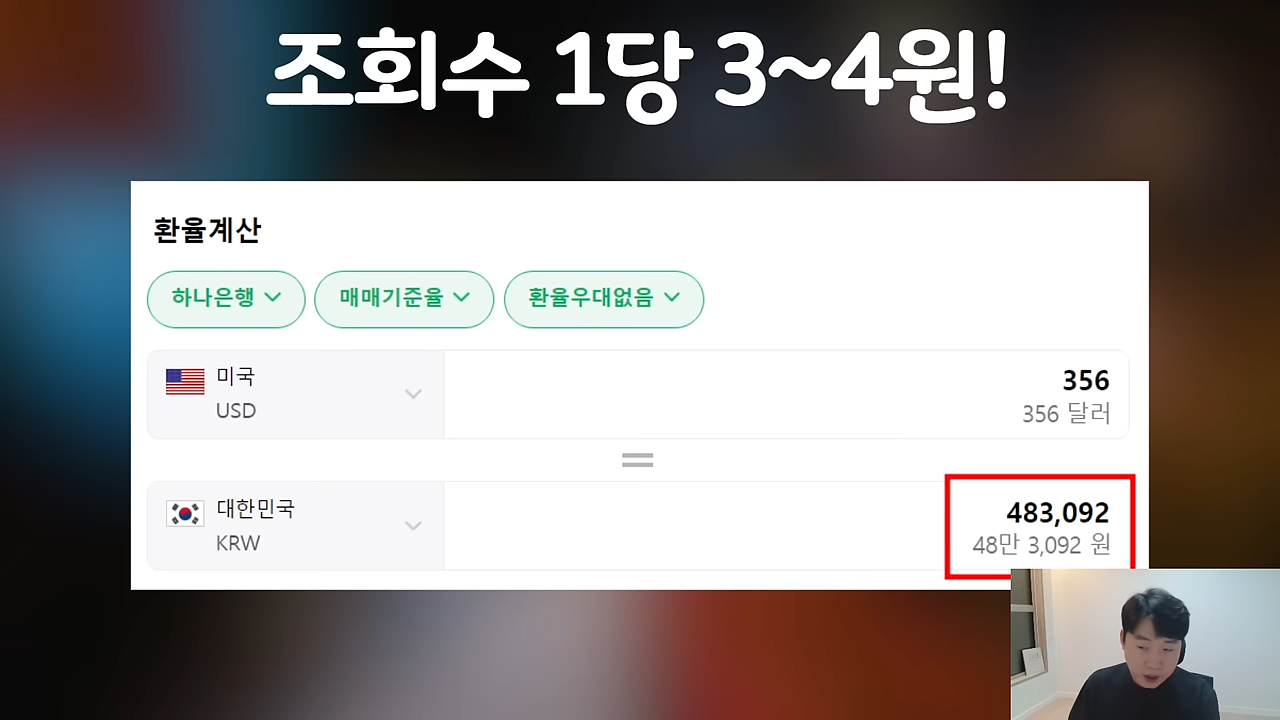 조회수 1당 3~4원!
환율계산
하나은행 매매기준율 환율우대없음
미국
USD
356
356 달러
대한민국
KRW
483,092
48만 3,092 원